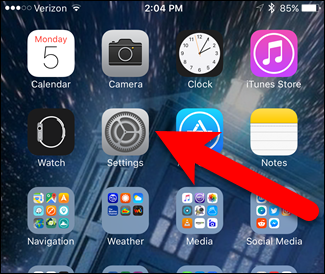 Verizon 2:04 PM 85%
Monday
5
Calendar Camera Clock iTunes Store
Watch Settings Notes
Navigation Weather Media Social Media